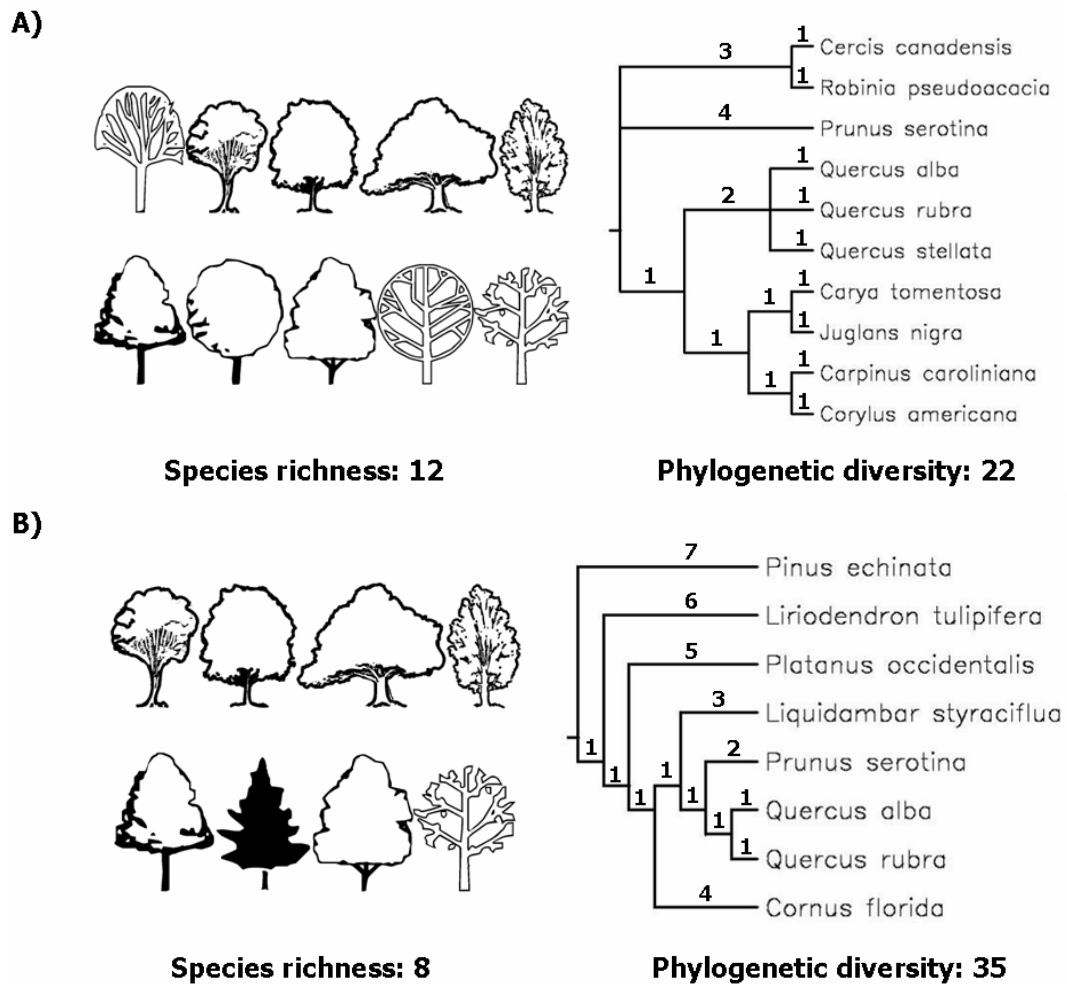 A)
3
1
Cercis canadensis
1
Robinia pseudoacacia
4
Prunus serotina
1
Quercus alba
2
1
Quercus rubra
1
Quercus stellata
1
1
1
Carya tomentosa
1
Juglans nigra
1
1
1
Carpinus caroliniana
1
Corylus americana
Species richness: 12
Phylogenetic diversity: 22
B)
7
Pinus echinata
6
Liriodendron tulipifera
5
Platanus occidentalis
3
Liquidambar styraciflua
1
1
1
1
2
Prunus serotina
1
1
1
Quercus alba
1
Quercus rubra
4
Cornus florida
Species richness: 8
Phylogenetic diversity: 35